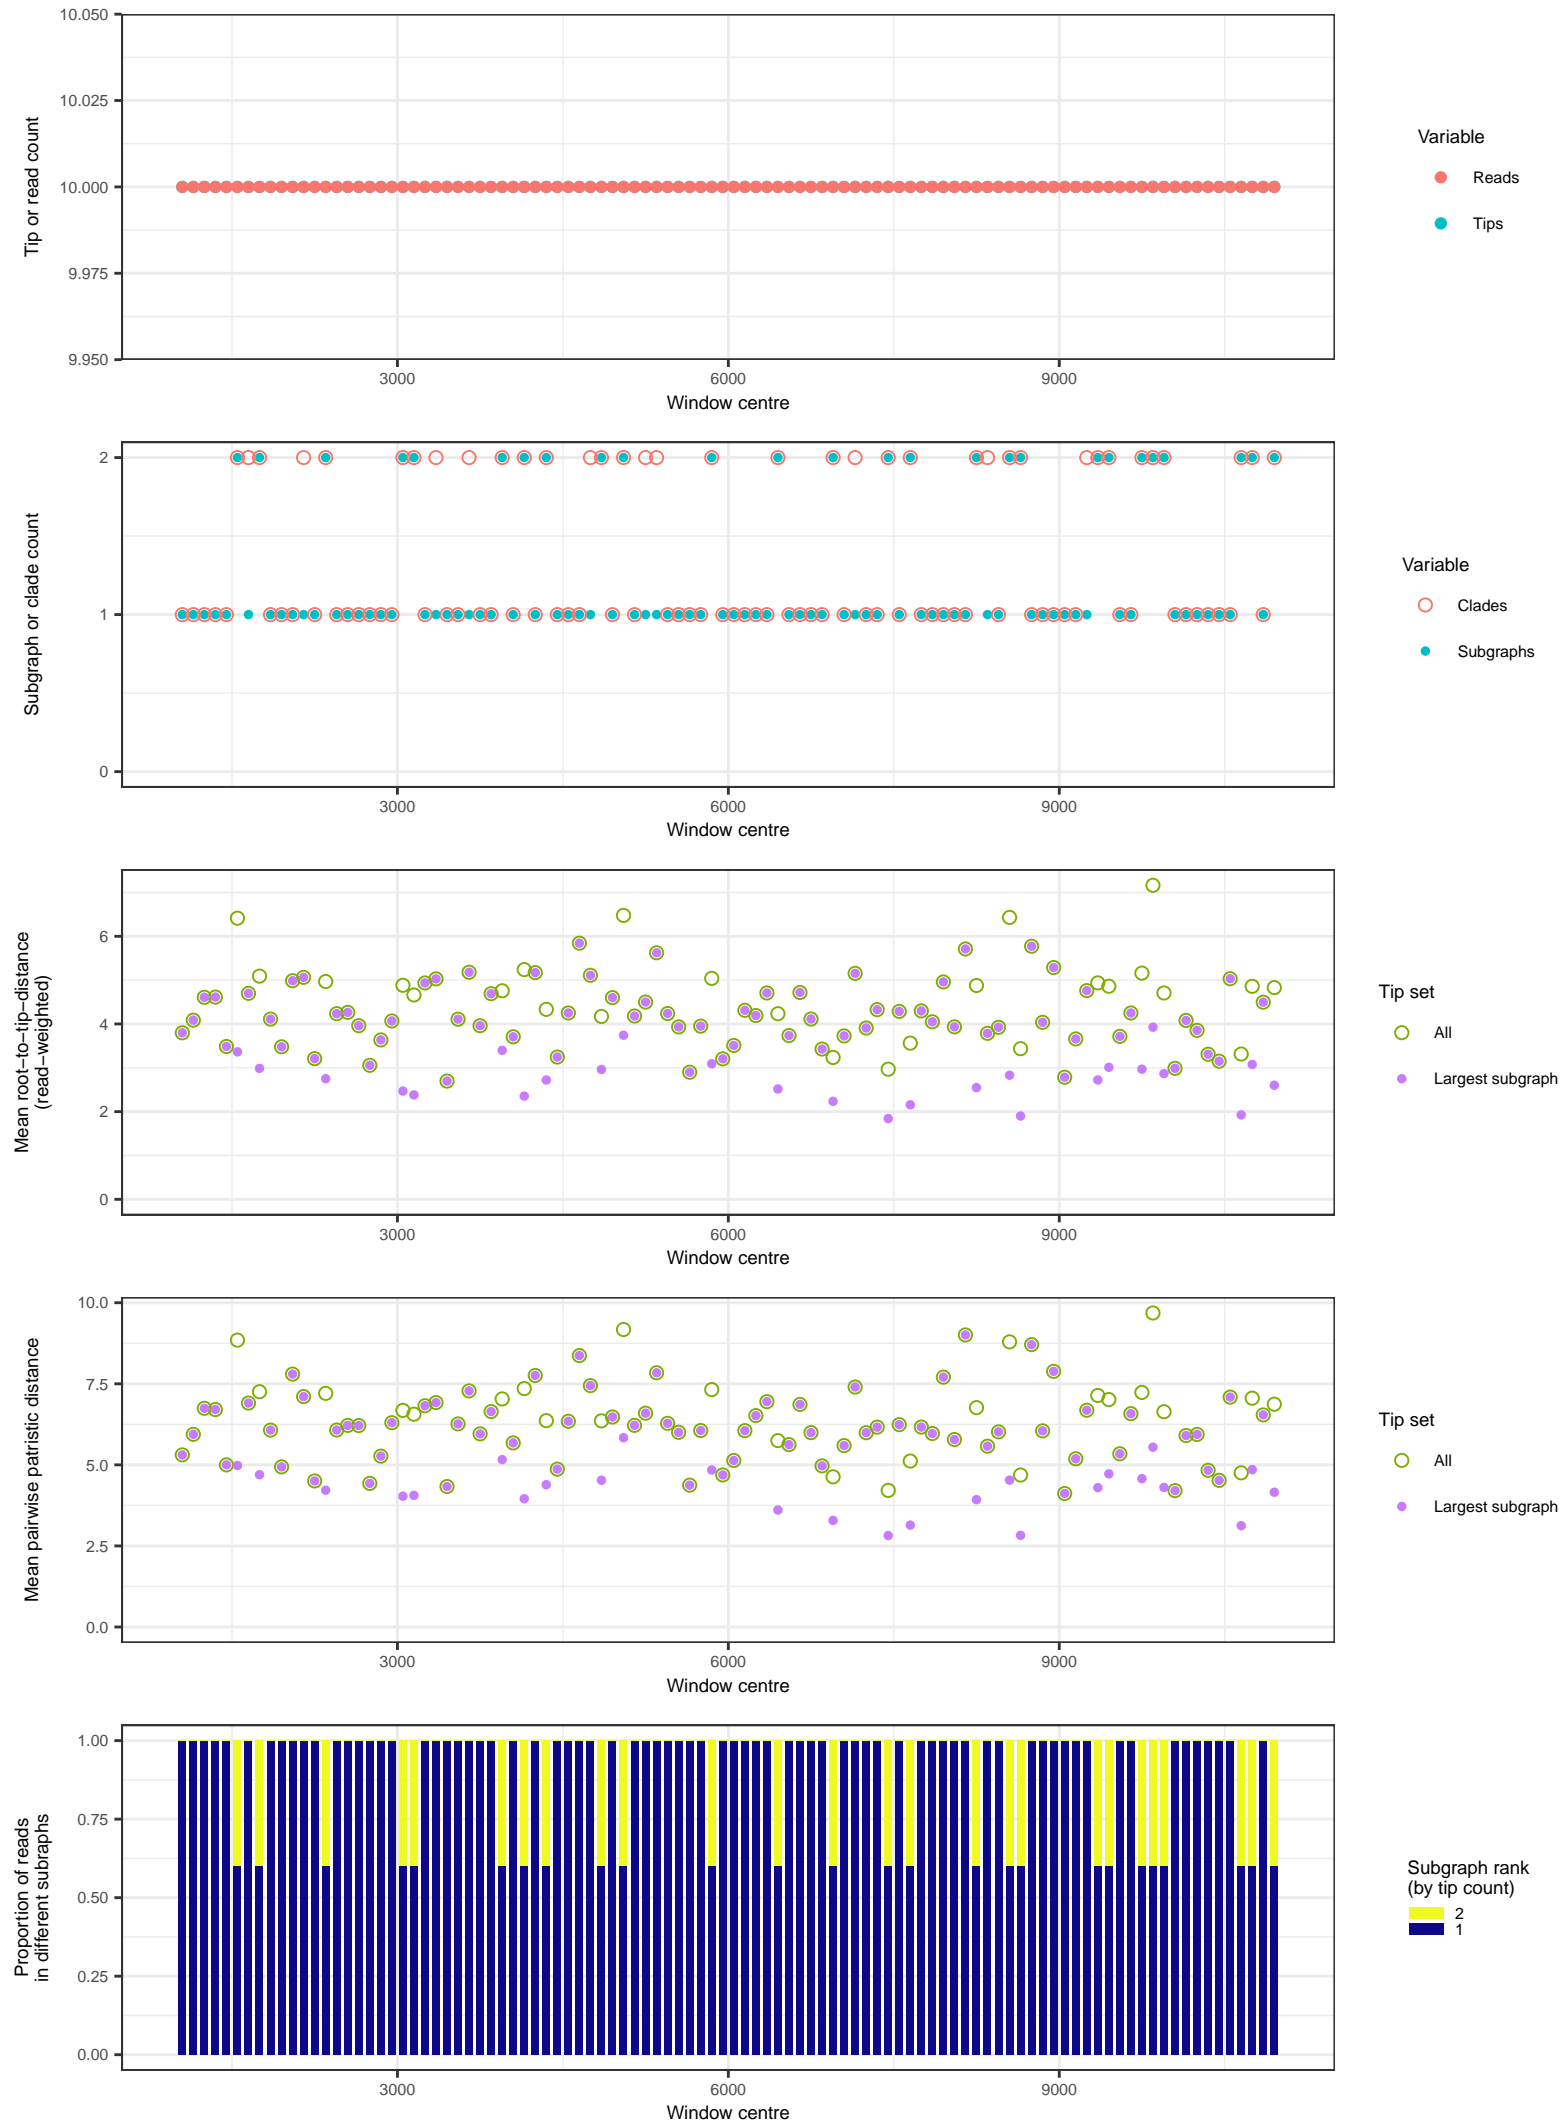 10.050
10.025
10.000
9.975
9.950
Tip or read count
3000 6000 9000
Window centre
Variable
Reads
Tips
2
1
0
Subgraph or clade count
3000 6000 9000
Window centre
Variable
Clades
Subgraphs
6
4
2
0
Mean root−to−tip−distance
(read−weighted)
3000 6000 9000
Window centre
Tip set
All
Largest subgraph
10.0
7.5
5.0
2.5
0.0
Mean pairwise patristic distance
3000 6000 9000
Window centre
Tip set
All
Largest subgraph
1.00
0.75
0.50
0.25
0.00
Proportion of reads
in different subraphs
3000 6000 9000
Window centre
Subgraph rank
(by tip count)
2
1